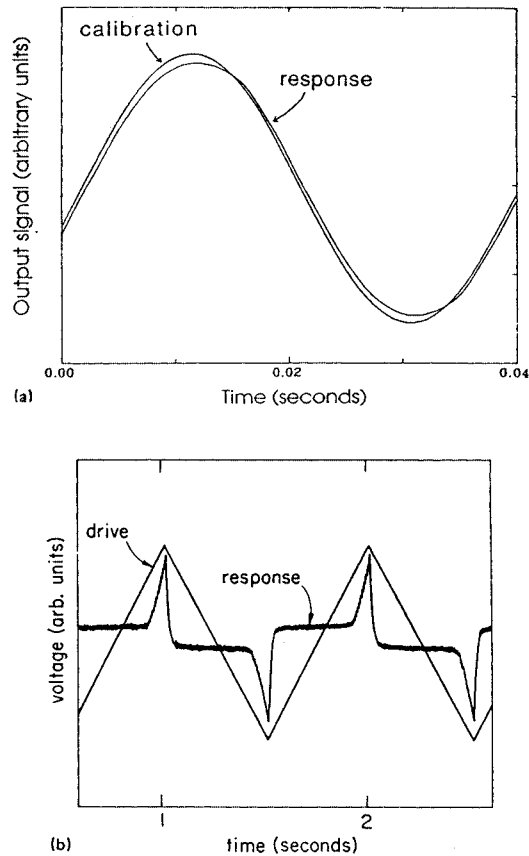 calibration
response
Output signal (arbitrary units)
0.00
0.02
0.04
Time (seconds)
(a)
drive
response
voltage (arb. units)
1
2
time (seconds)
(b)